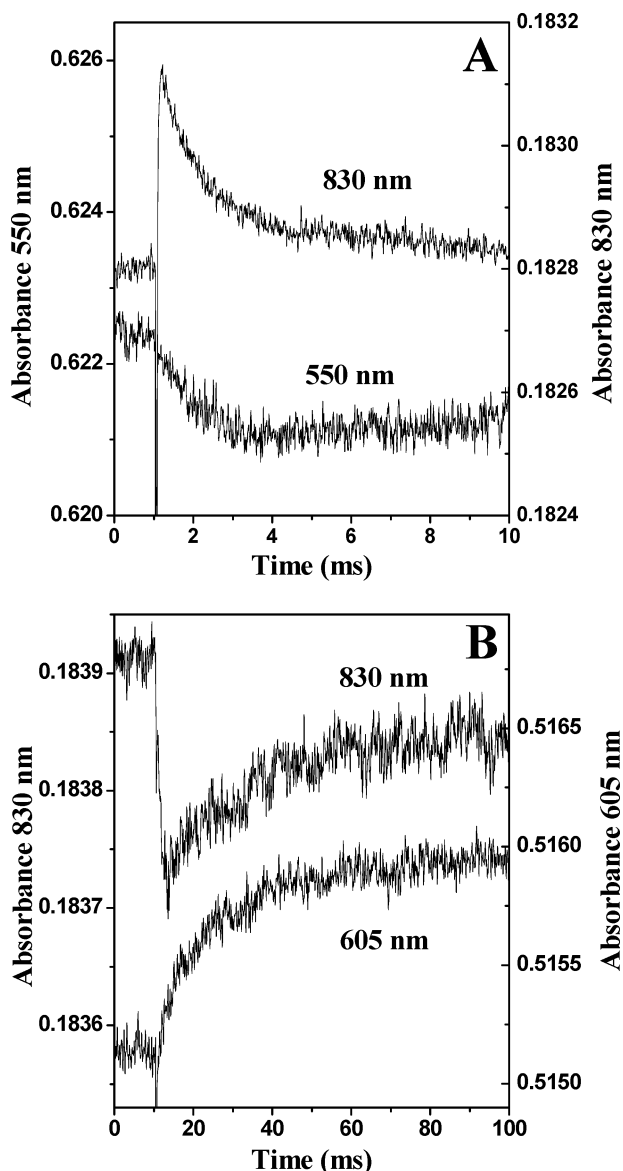 A
0.626
0.624
0.622
0.620
Absorbance 550 nm
0.1832
0.1830
0.1828
0.1826
0.1824
Absorbance 830 nm
830 nm
550 nm
0 2 4 6 8 10
Time (ms)
B
0.1839
0.1838
0.1837
0.1836
Absorbance 830 nm
0.5165
0.5160
0.5155
0.5150
Absorbance 605 nm
830 nm
605 nm
0 20 40 60 80 100
Time (ms)